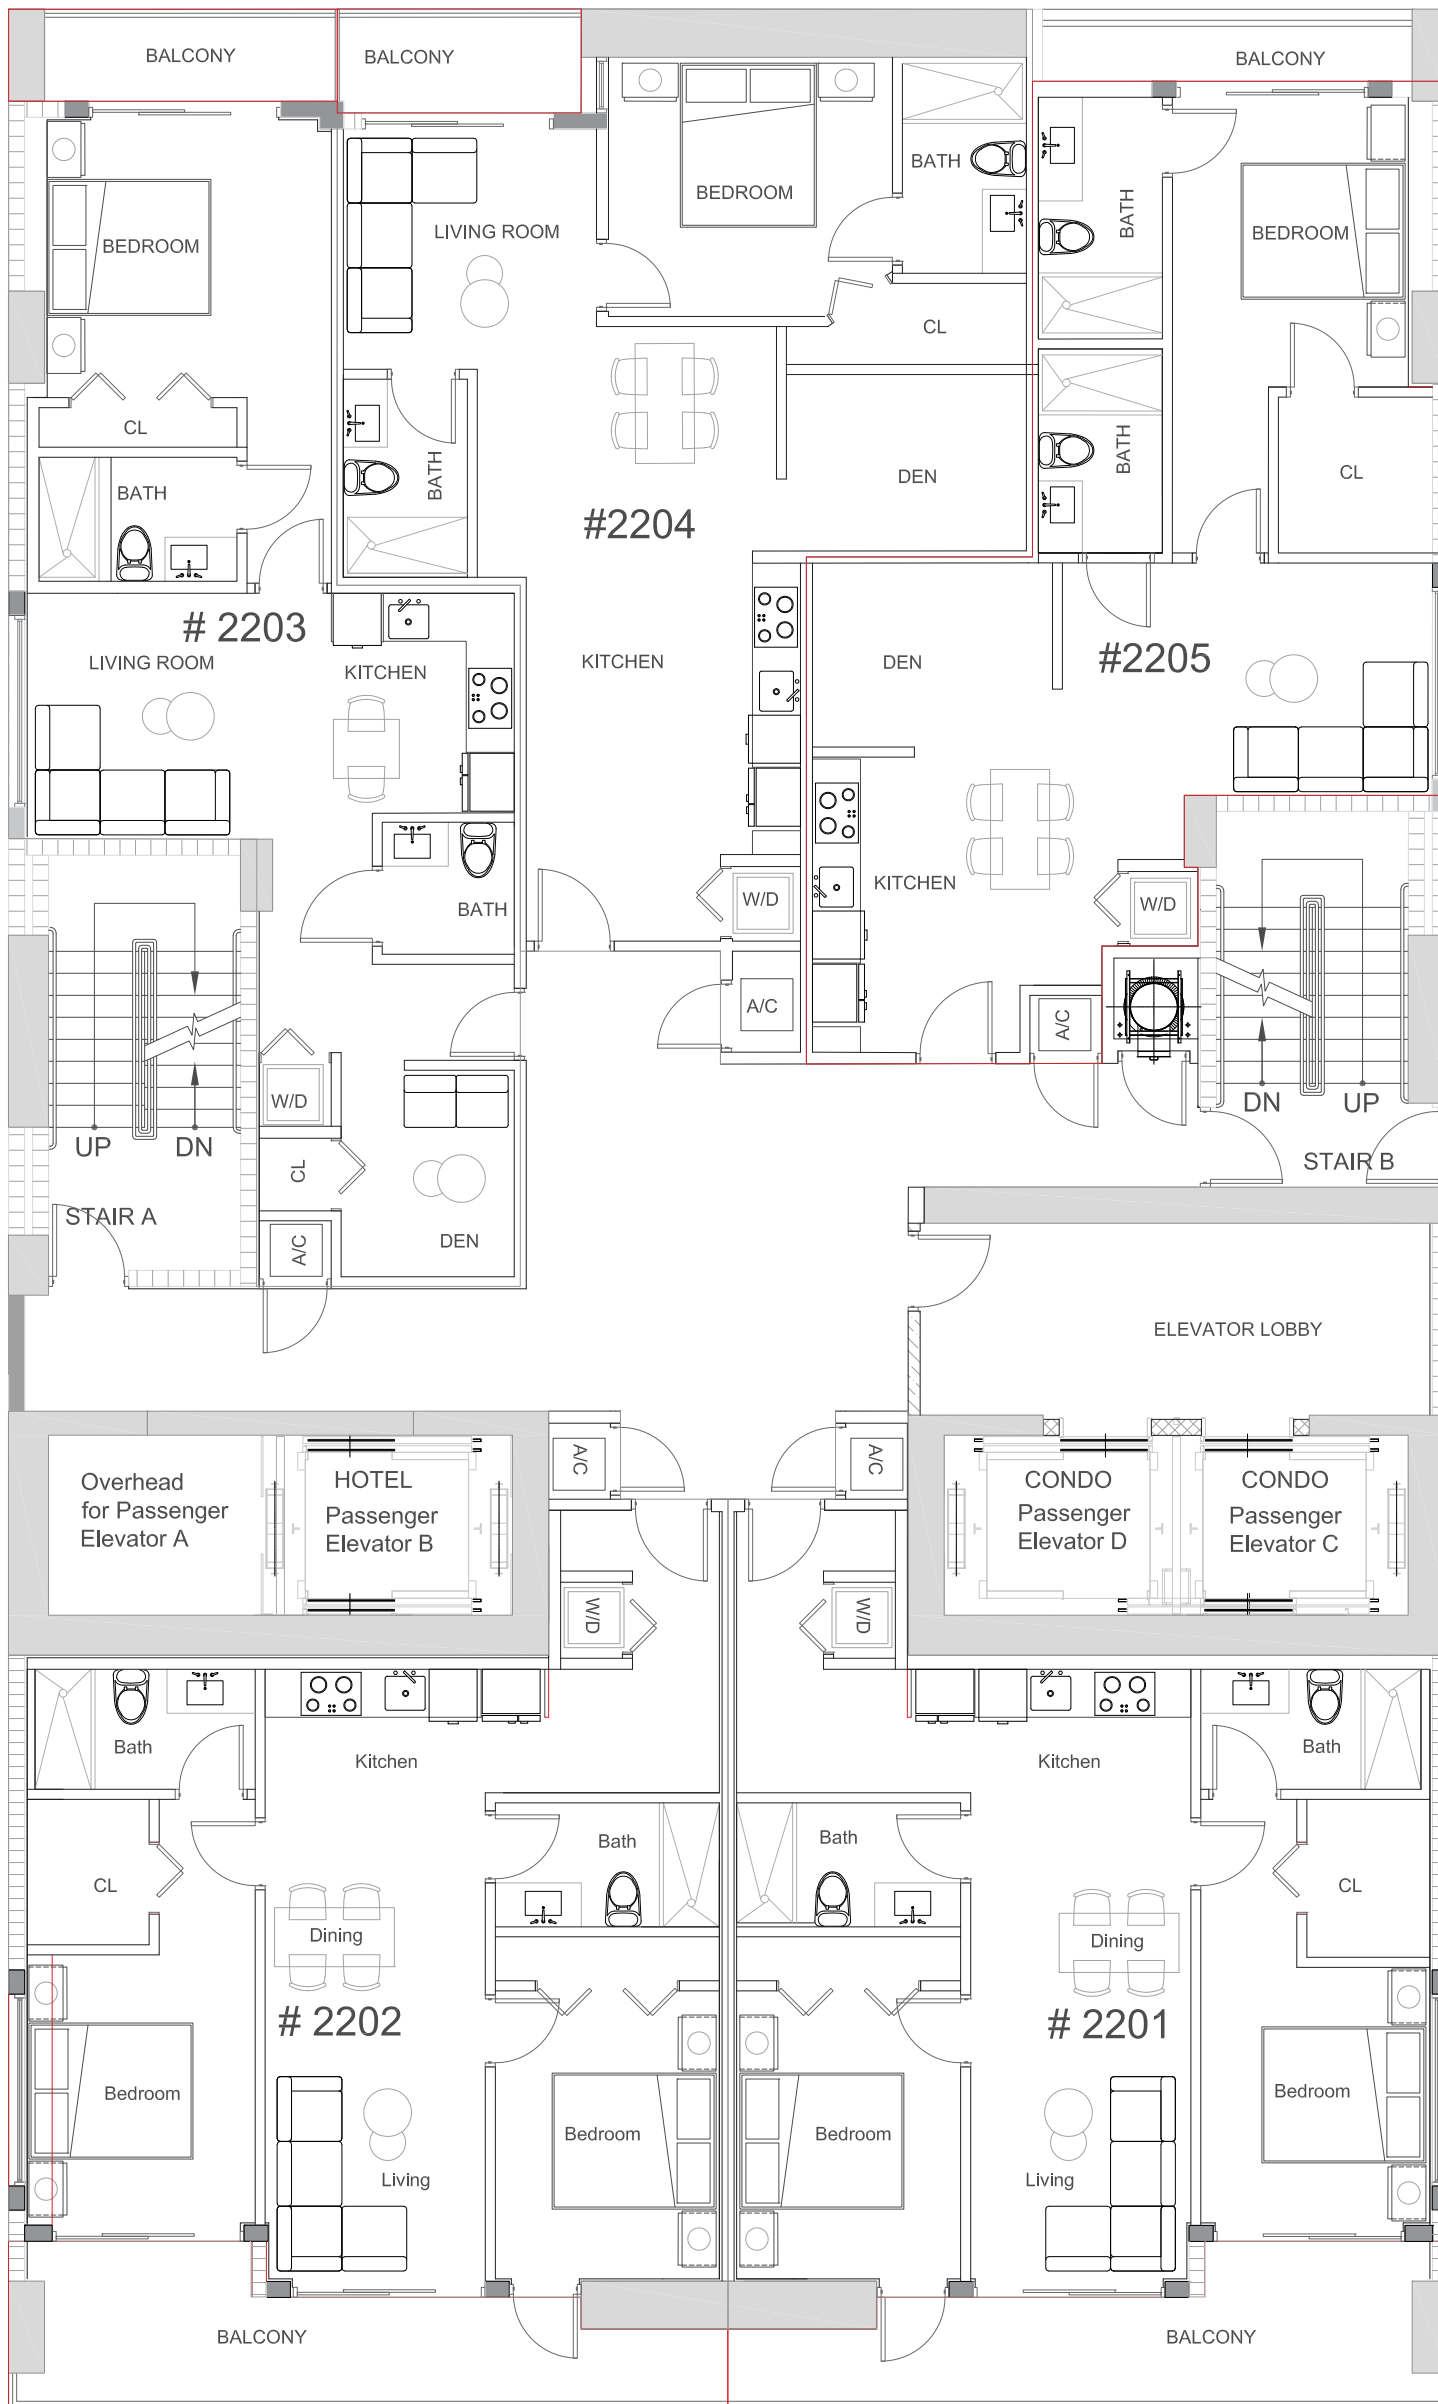 BALCONY
BALCONY
BALCONY
BEDROOM
BATH
BATH
BEDROOM
LIVING ROOM
BEDROOM
CL
CL
BATH
BATH
BATH
DEN
CL
#2204
# 2203
LIVING ROOM
KITCHEN
KITCHEN
DEN
#2205
KITCHEN
W/D
W/D
BATH
A/C
A/C
W/D
DN
UP
UP
DN
STAIR B
CL
STAIR A
A/C
DEN
ELEVATOR LOBBY
A/C
A/C
Overhead
for Passenger
Elevator A
HOTEL
Passenger
Elevator B
CONDO
Passenger
Elevator D
CONDO
Passenger
Elevator C
W/D
W/D
Bath
Kitchen
Kitchen
Bath
Bath
Bath
CL
CL
Dining
Dining
# 2202
# 2201
Bedroom
Bedroom
Bedroom
Bedroom
Living
Living
BALCONY
BALCONY